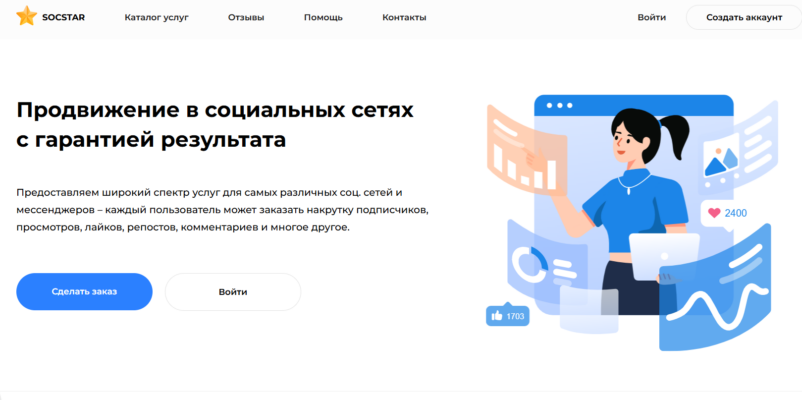 SOCSTAR Каталог услуг Отзывы Помощь Контакты Войти Создать аккаунт
Продвижение в социальных сетях
с гарантией результата
Предоставляем широкий спектр услуг для самых различных соц. сетей и
мессенджеров – каждый пользователь может заказать накрутку подписчиков,
просмотров, лайков, репостов, комментариев и многое другое.
Сделать заказ Войти
2400
1703